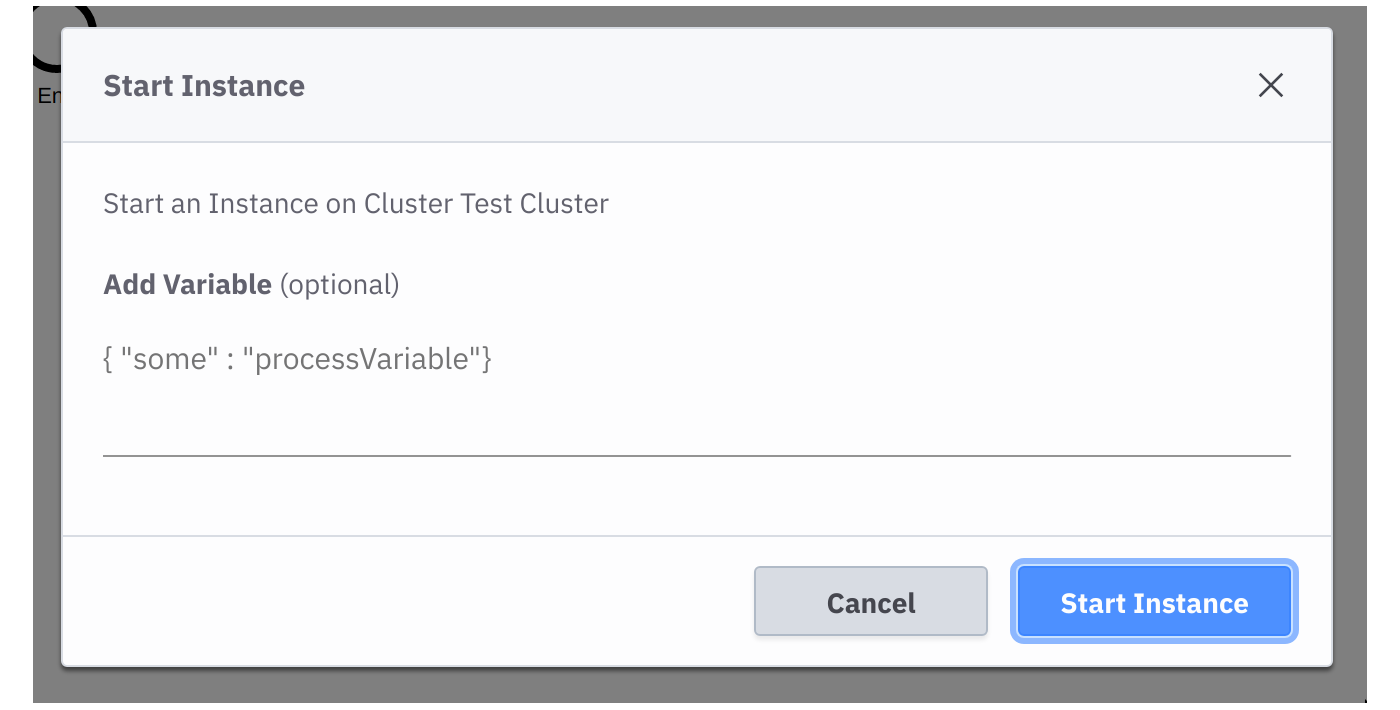 Start Instance
En
Start an Instance on Cluster Test Cluster
Add Variable (optional)
{ "some" : "processVariable"}
Cancel
Start Instance